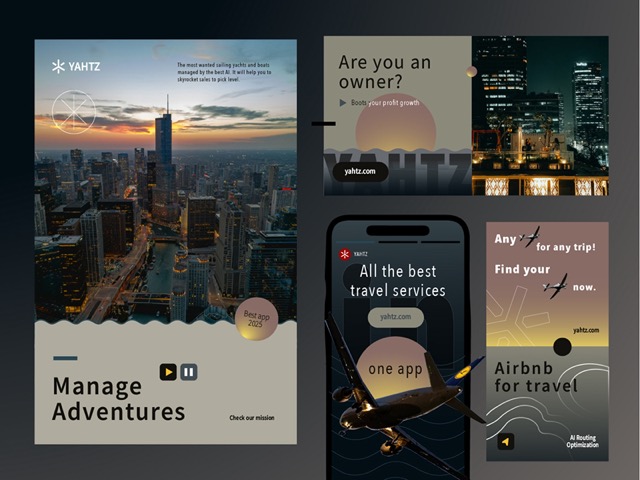 YAHTZ
The most wanted sailing yachts and boats
managed by the best AI. It will help you to
skyrocket sales to pick level.
Best app
2025
Manage
Adventures
Check our mission
Are you an
owner?
Boots your profit growth
YAHTZ
yahtz.com
YAHTZ
All the best
travel services
yahtz.com
one app
Any
for any trip!
Find your
now.
yahtz.com
Airbnb
for travel
AI Routing
Optimization